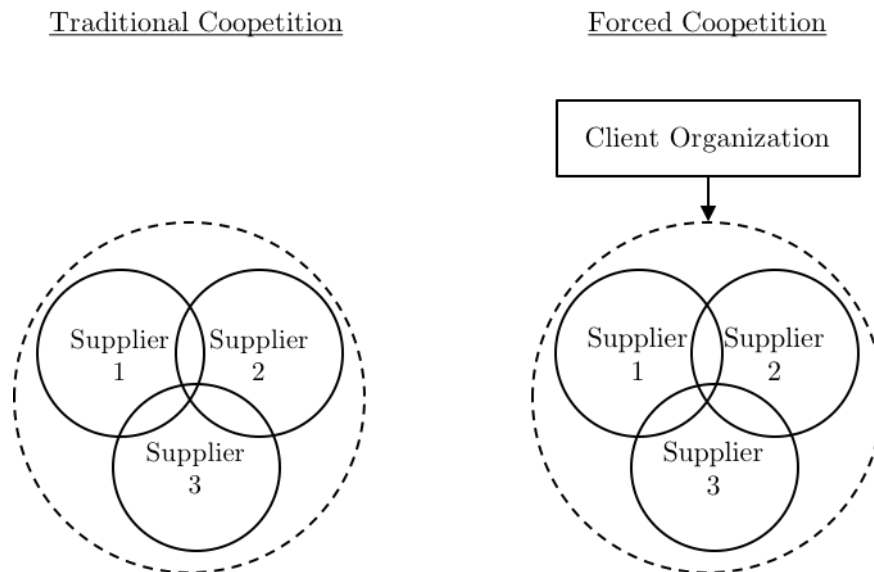 Traditional Coopetition
Supplier
1
Supplier
2
Supplier
3
Forced Coopetition
Client Organization
Supplier
1
Supplier
2
Supplier
3